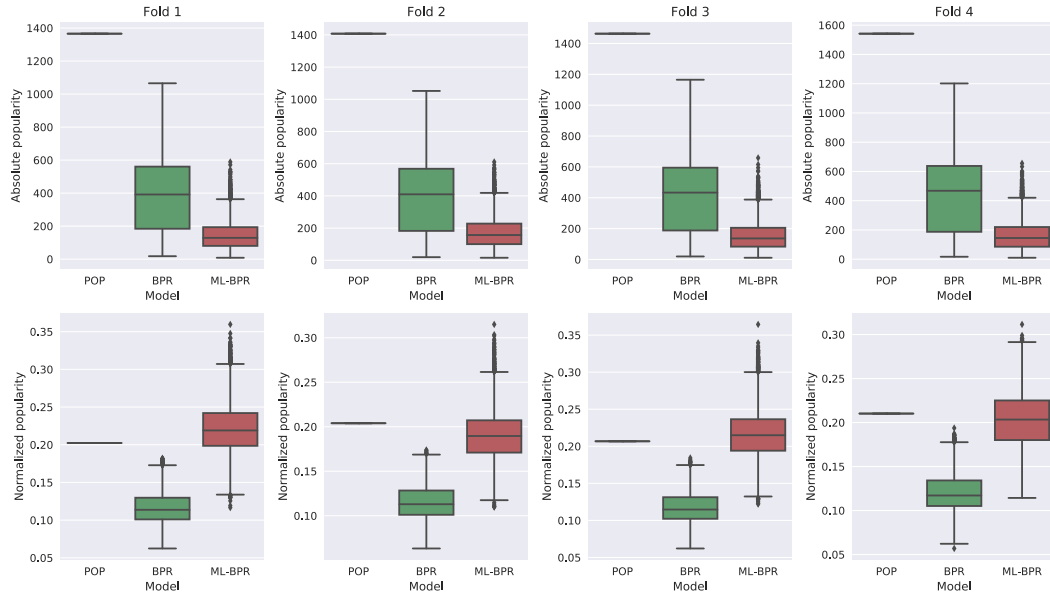 Fold 1
Fold 2
Fold 3
Fold 4
Absolute popularity
1400
1200
1000
800
600
400
200
0
POP BPR ML-BPR
Model
Absolute popularity
1400
1200
1000
800
600
400
200
0
POP BPR ML-BPR
Model
Absolute popularity
1400
1200
1000
800
600
400
200
0
POP BPR ML-BPR
Model
Absolute popularity
1600
1400
1200
1000
800
600
400
200
0
POP BPR ML-BPR
Model
Normalized popularity
0.35
0.30
0.25
0.20
0.15
0.10
0.05
POP BPR ML-BPR
Model
Normalized popularity
0.30
0.25
0.20
0.15
0.10
POP BPR ML-BPR
Model
Normalized popularity
0.35
0.30
0.25
0.20
0.15
0.10
0.05
POP BPR ML-BPR
Model
Normalized popularity
0.30
0.25
0.20
0.15
0.10
0.05
POP BPR ML-BPR
Model